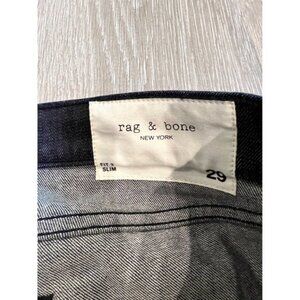 rag & bone
NEW YORK
FIT 2
SLIM
29